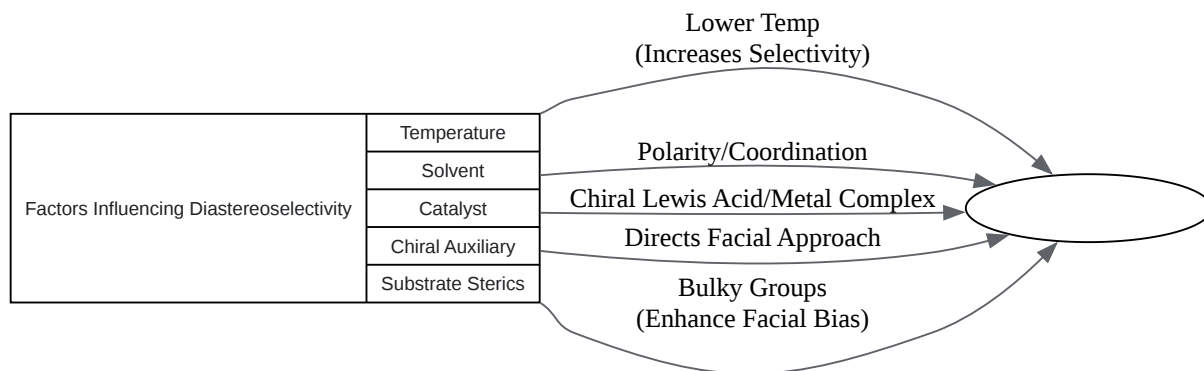 Lower Temp
(Increases Selectivity)
Factors Influencing Diastereoselectivity
Temperature
Solvent
Catalyst
Chiral Auxiliary
Substrate Sterics
Polarity/Coordination
Chiral Lewis Acid/Metal Complex
Directs Facial Approach
Bulky Groups
(Enhance Facial Bias)